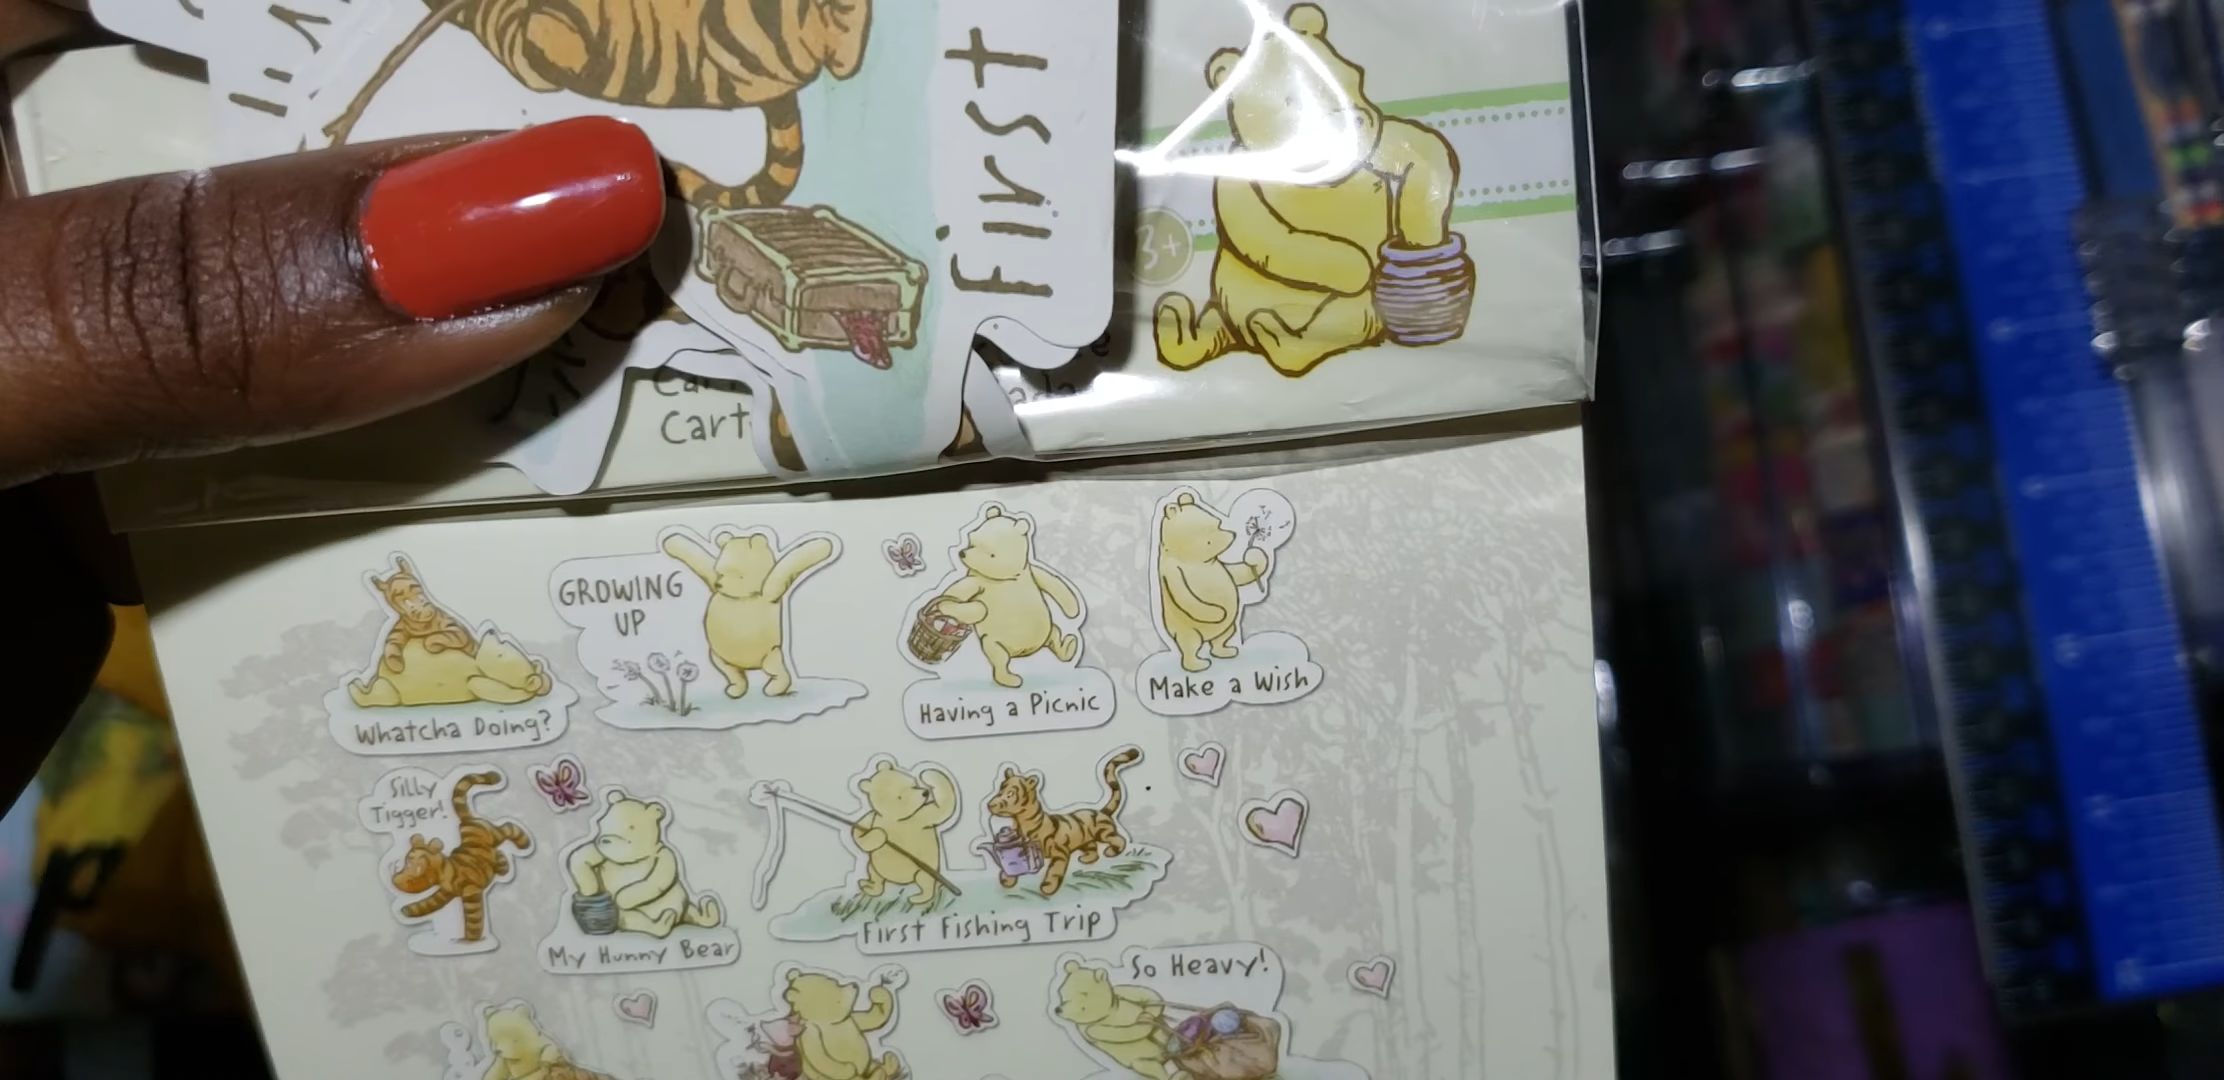 First
3+
Cart
Whatcha Doing?
GROWING
UP
Having a Picnic
Make a Wish
Silly
Tigger!
My Hunny Bear
First Fishing Trip
So Heavy!